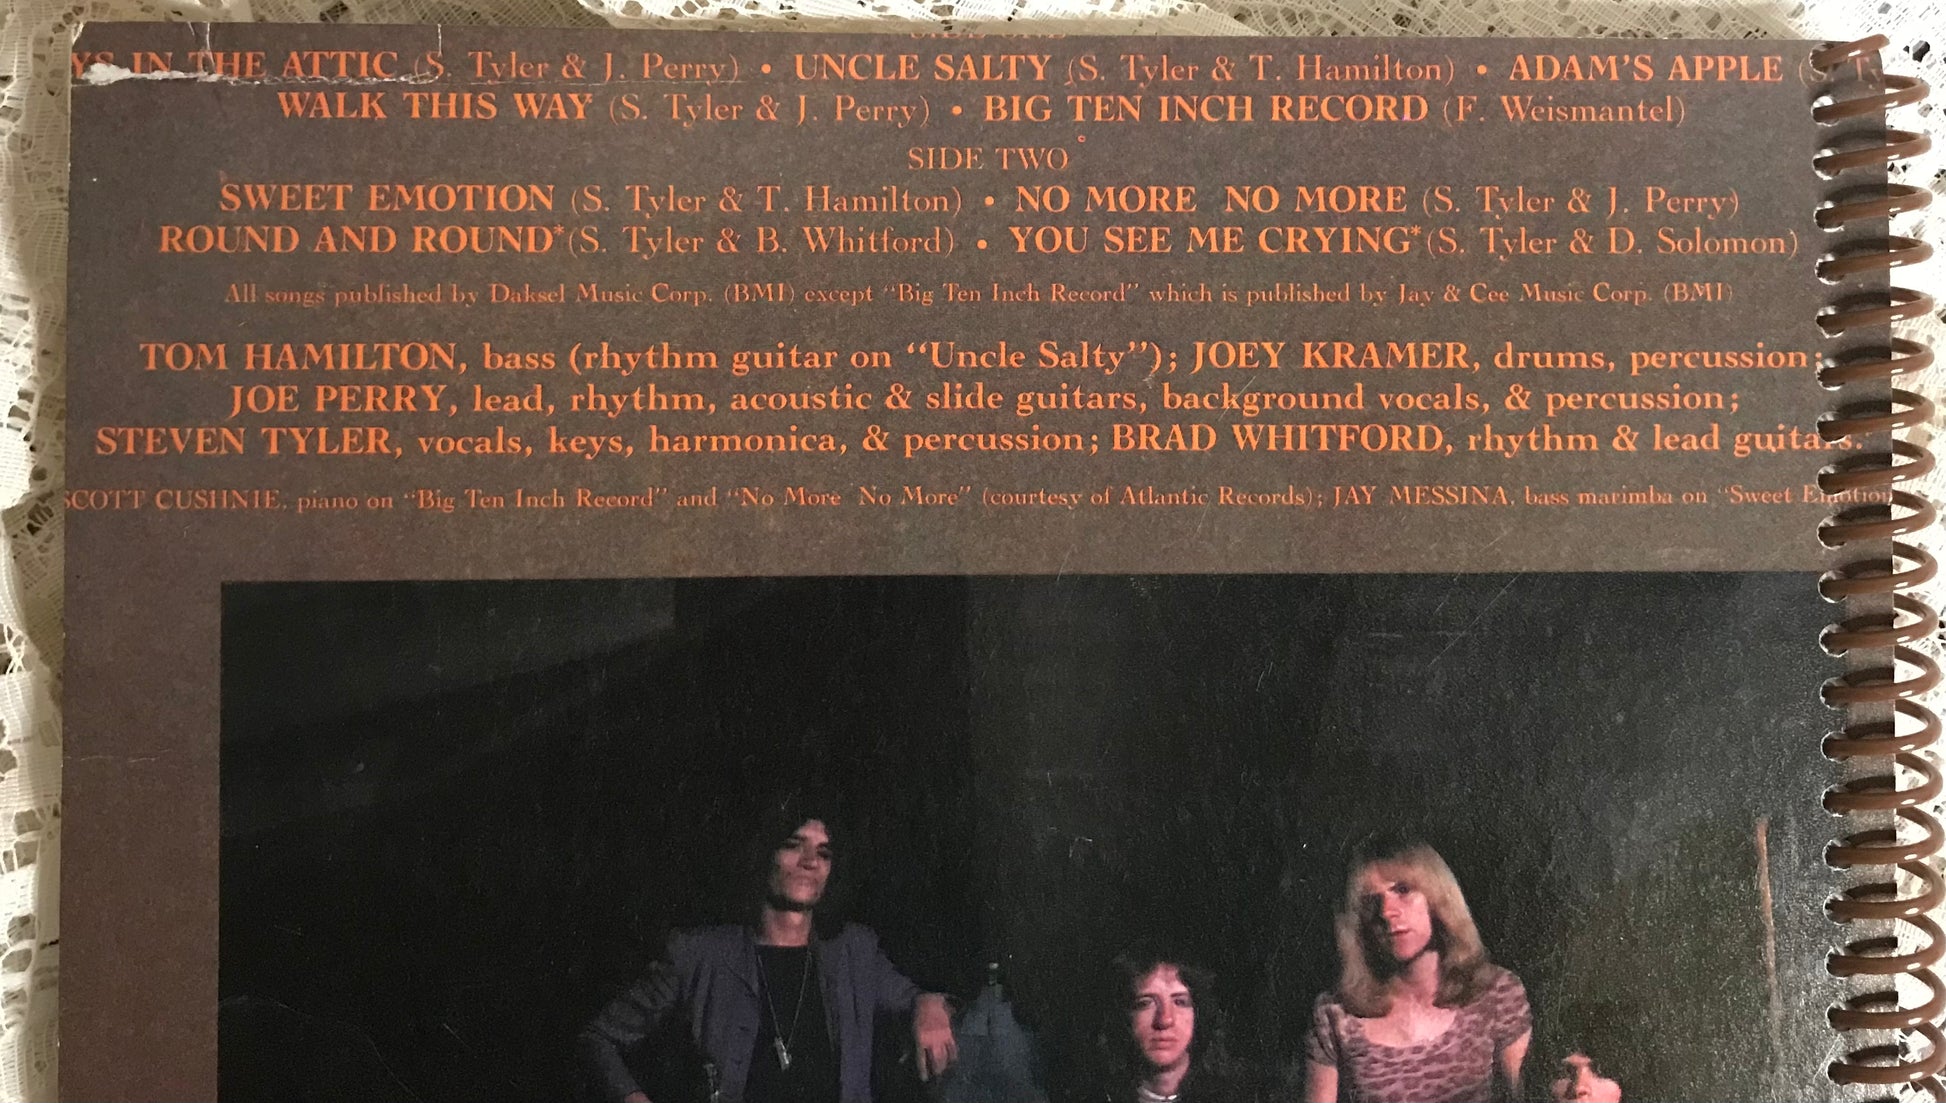 IN THE ATTIC (S. Tyler & J. Perry) • UNCLE SALTY (S. Tyler & T. Hamilton) • ADAM'S APPLE (S.
WALK THIS WAY (S. Tyler & J. Perry) • BIG TEN INCH RECORD (F. Weismantel)
SIDE TWO
SWEET EMOTION (S. Tyler & T. Hamilton) • NO MORE NO MORE (S. Tyler & J. Perry)
ROUND AND ROUND* (S. Tyler & B. Whitford) • YOU SEE ME CRYING* (S. Tyler & D. Solomon)
All songs published by Daksel Music Corp. (BMI) except “Big Ten Inch Record” which is published by Jay & Cee Music Corp. (BMI)
TOM HAMILTON, bass (rhythm guitar on “Uncle Salty”); JOEY KRAMER, drums, percussion;
JOE PERRY, lead, rhythm, acoustic & slide guitars, background vocals, & percussion;
STEVEN TYLER, vocals, keys, harmonica, & percussion; BRAD WHITFORD, rhythm & lead guitars.
SCOTT CUSHNIE, piano on “Big Ten Inch Record” and “No More No More” (courtesy of Atlantic Records); JAY MESSINA, bass marimba on “Sweet Emotion